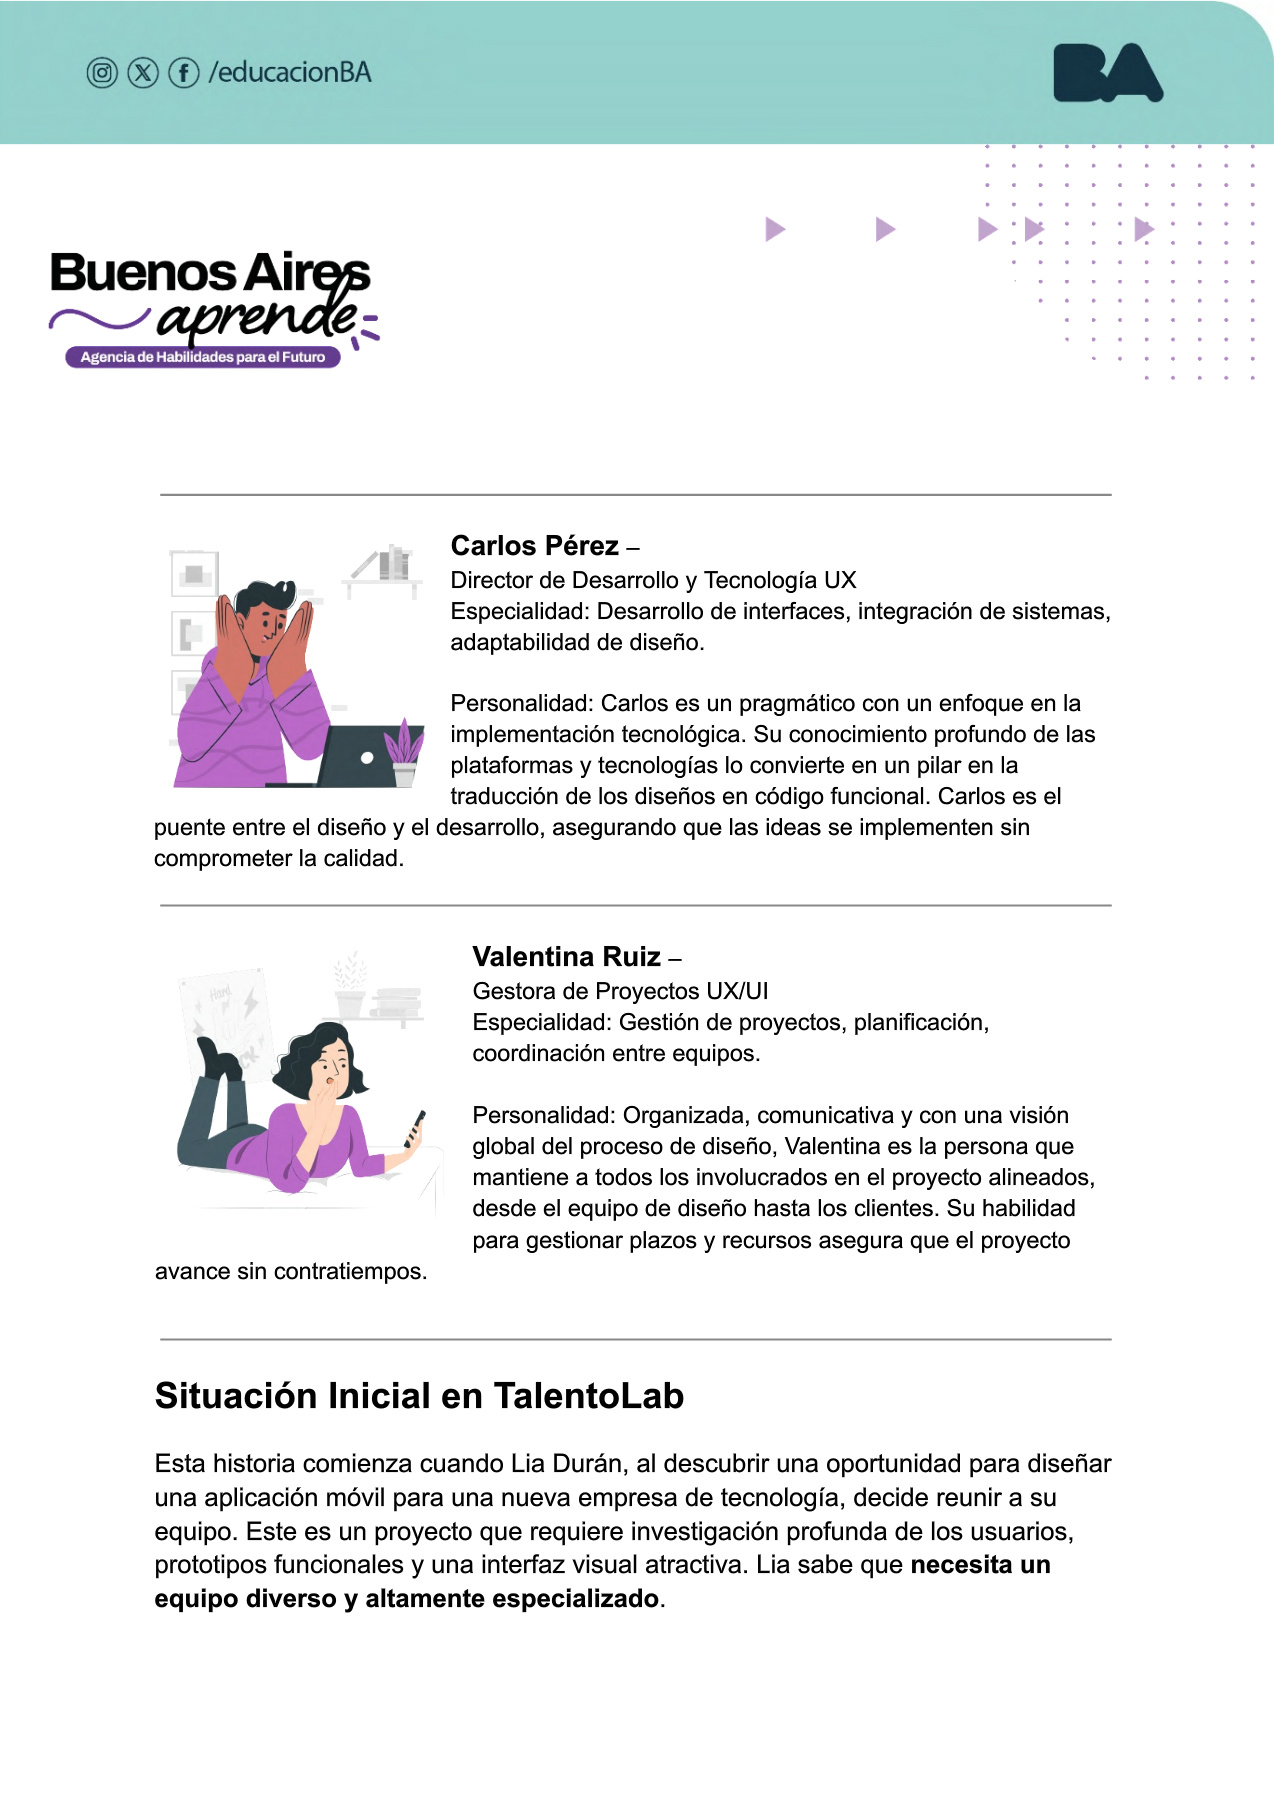 /educacionBA
BA
Buenos Aires
aprende
Agencia de Habilidades para el Futuro
Carlos Pérez –
Director de Desarrollo y Tecnología UX
Especialidad: Desarrollo de interfaces, integración de sistemas,
adaptabilidad de diseño.
Personalidad: Carlos es un pragmático con un enfoque en la
implementación tecnológica. Su conocimiento profundo de las
plataformas y tecnologías lo convierte en un pilar en la
traducción de los diseños en código funcional. Carlos es el
puente entre el diseño y el desarrollo, asegurando que las ideas se implementen sin
comprometer la calidad.
Hard
Valentina Ruiz –
Gestora de Proyectos UX/UI
Especialidad: Gestión de proyectos, planificación,
coordinación entre equipos.
Personalidad: Organizada, comunicativa y con una visión
global del proceso de diseño, Valentina es la persona que
mantiene a todos los involucrados en el proyecto alineados,
desde el equipo de diseño hasta los clientes. Su habilidad
para gestionar plazos y recursos asegura que el proyecto
avance sin contratiempos.
Situación Inicial en TalentoLab
Esta historia comienza cuando Lia Durán, al descubrir una oportunidad para diseñar
una aplicación móvil para una nueva empresa de tecnología, decide reunir a su
equipo. Este es un proyecto que requiere investigación profunda de los usuarios,
prototipos funcionales y una interfaz visual atractiva. Lia sabe que necesita un
equipo diverso y altamente especializado.